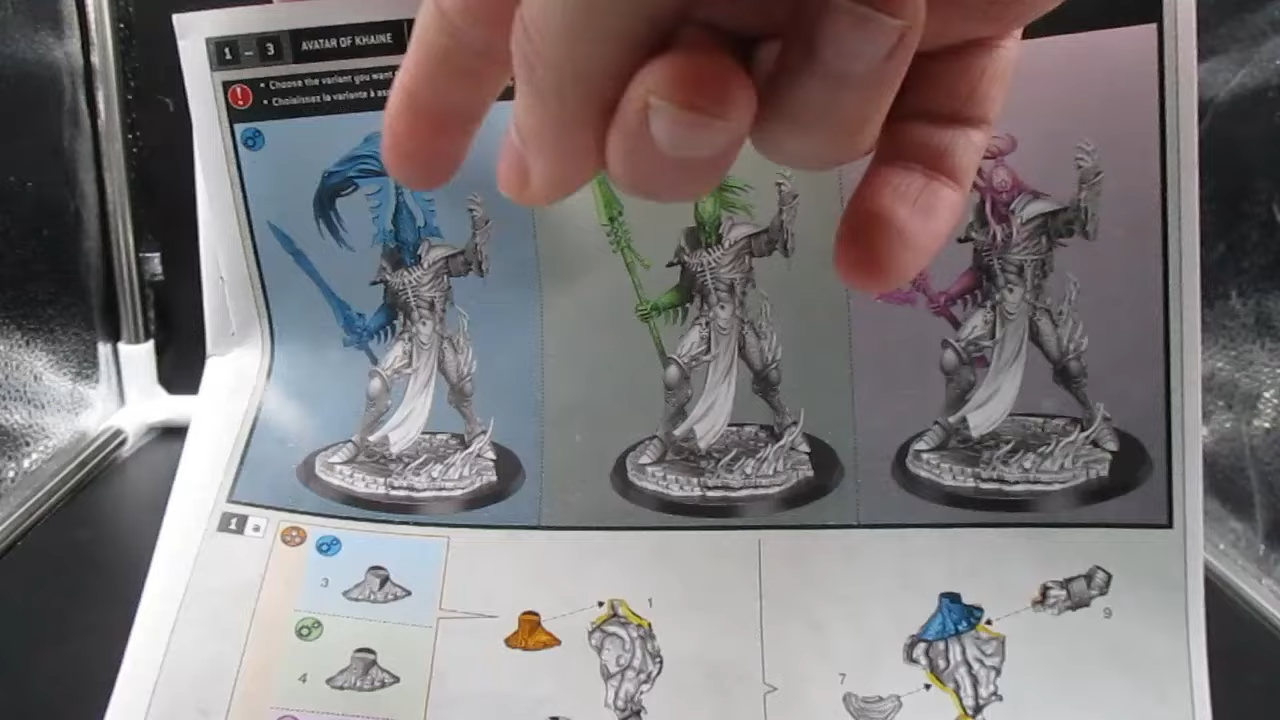 1 - 3 AVATAR OF KHAINE
• Choose the variant you want
• Choisissez la variante à
1 a
3
1
9
4
7